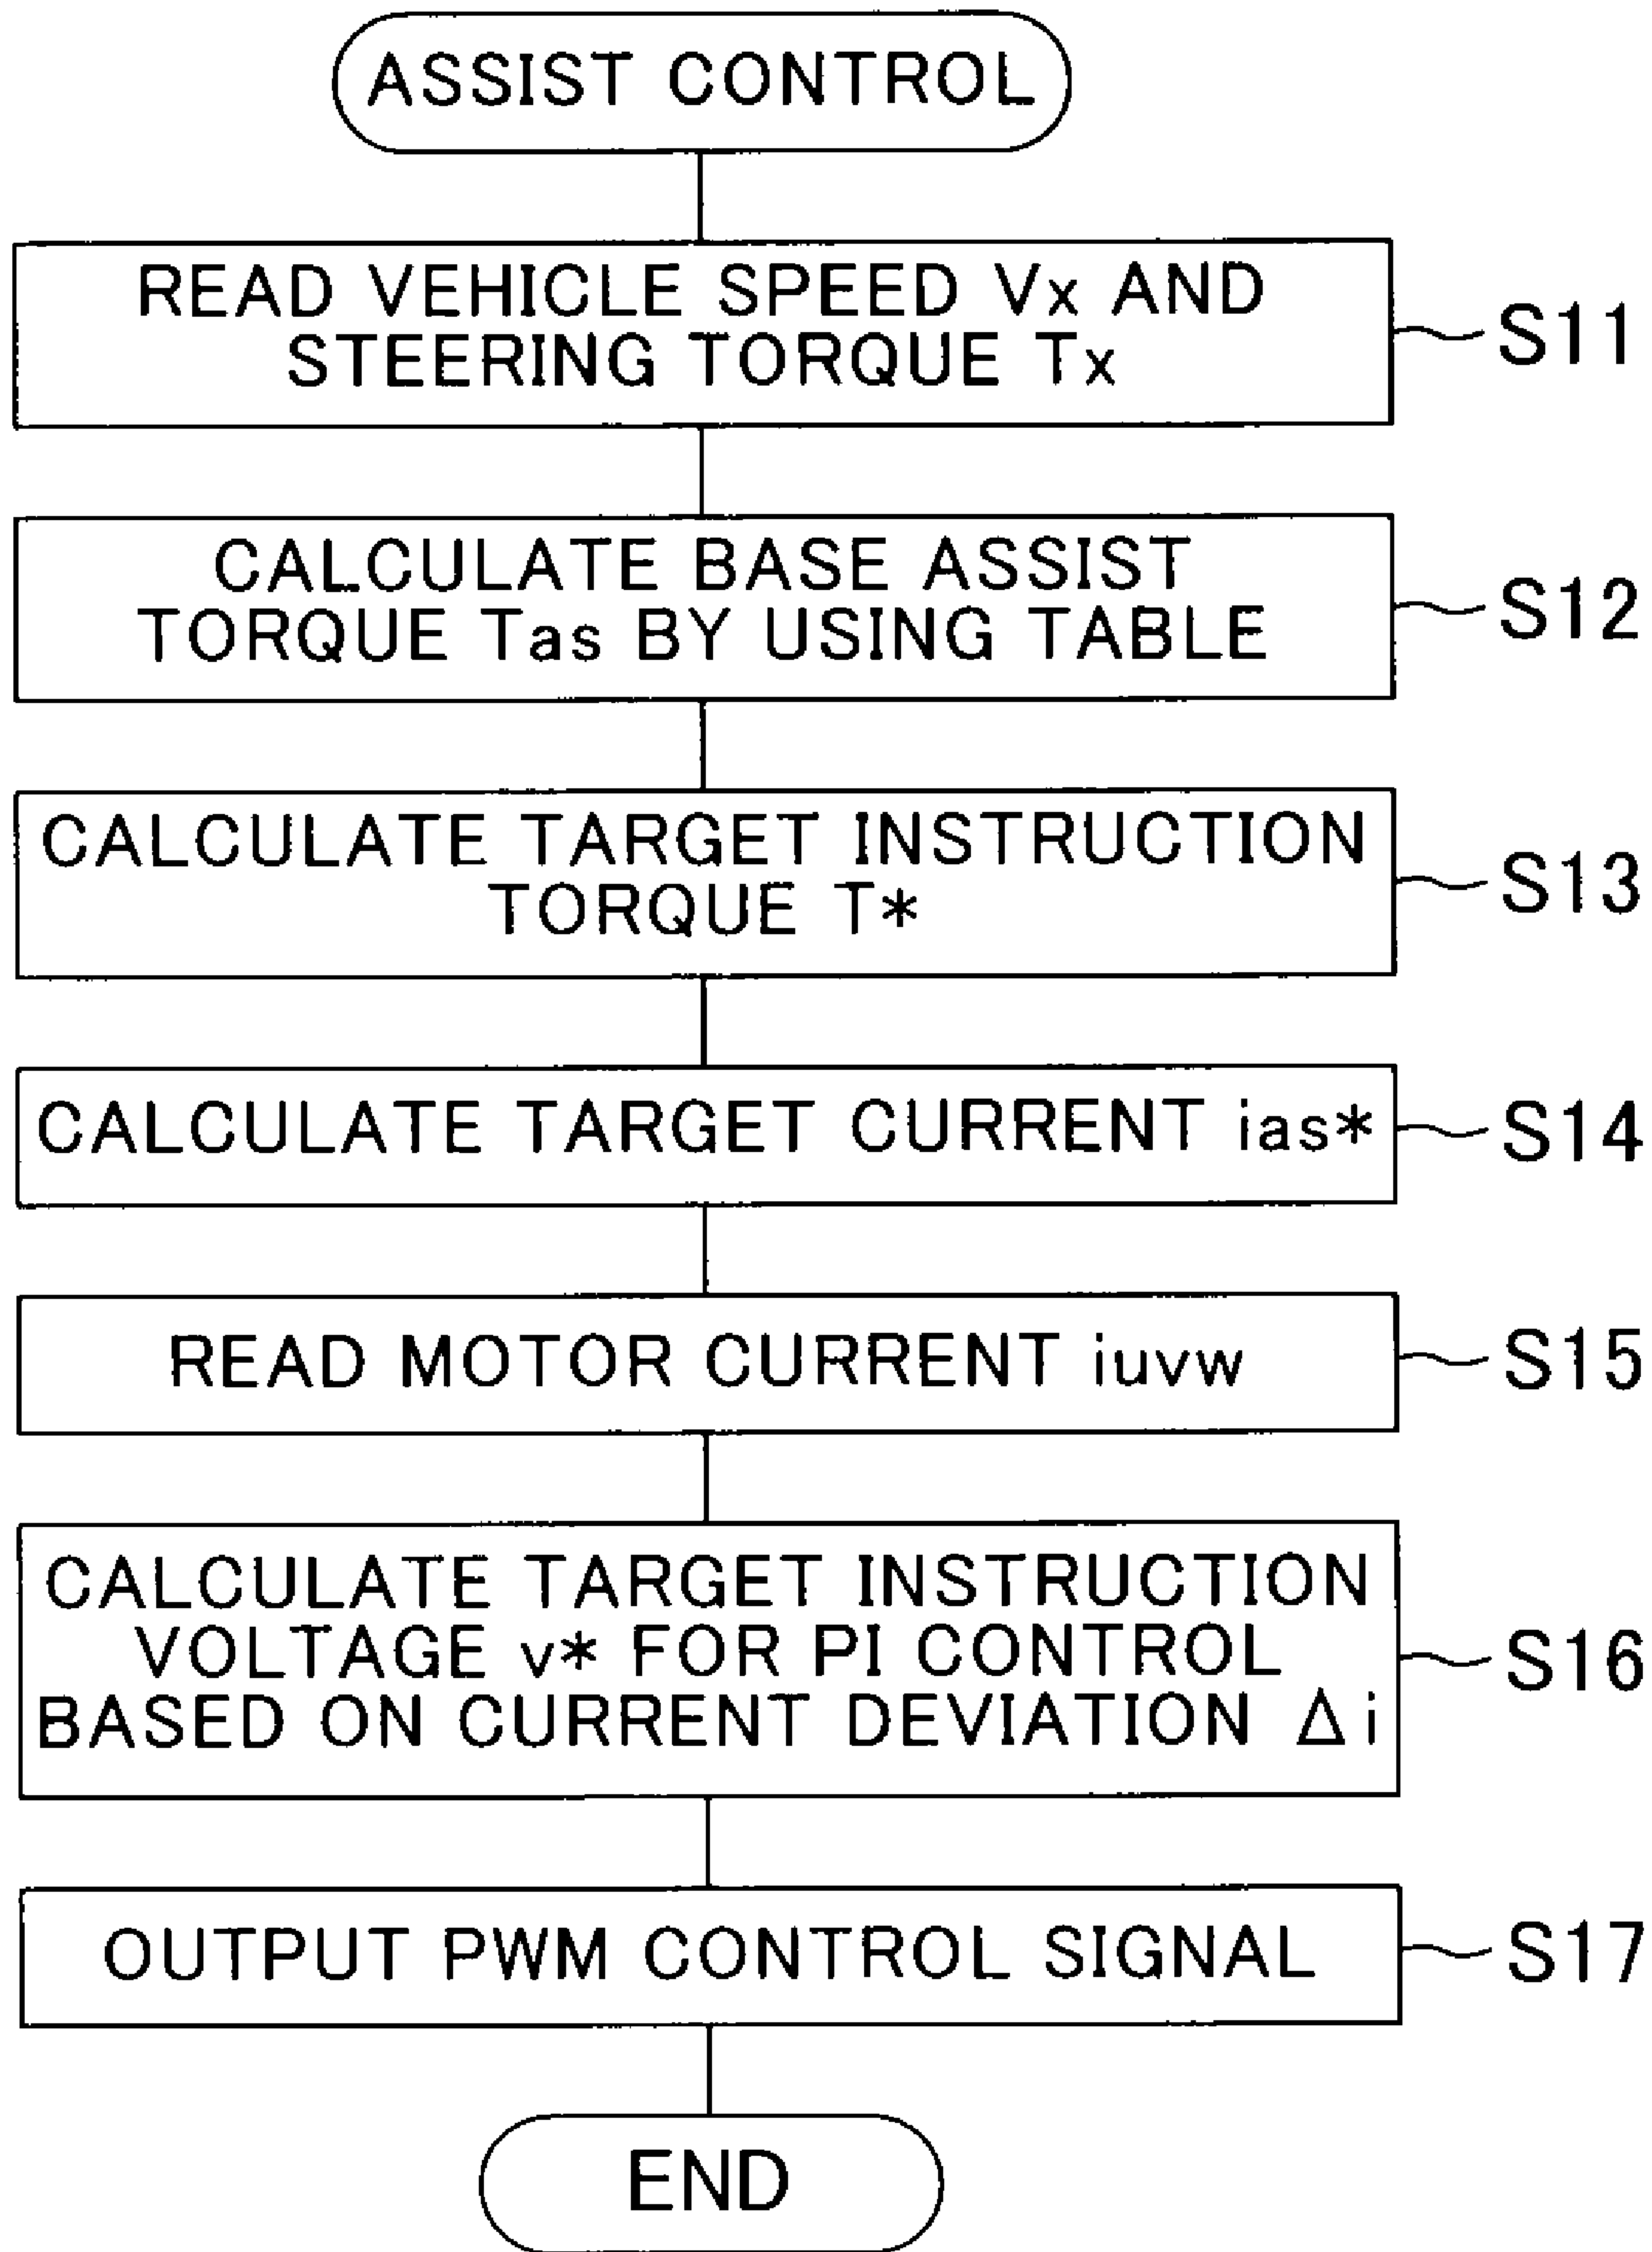 ASSIST CONTROL
READ VEHICLE SPEED Vx AND
STEERING TORQUE Tx
S11
CALCULATE BASE ASSIST
TORQUE Tas BY USING TABLE
S12
CALCULATE TARGET INSTRUCTION
TORQUE T*
S13
CALCULATE TARGET CURRENT ias*
S14
READ MOTOR CURRENT iuvw
S15
CALCULATE TARGET INSTRUCTION
VOLTAGE v* FOR PI CONTROL
BASED ON CURRENT DEVIATION Δi
S16
OUTPUT PWM CONTROL SIGNAL
S17
END